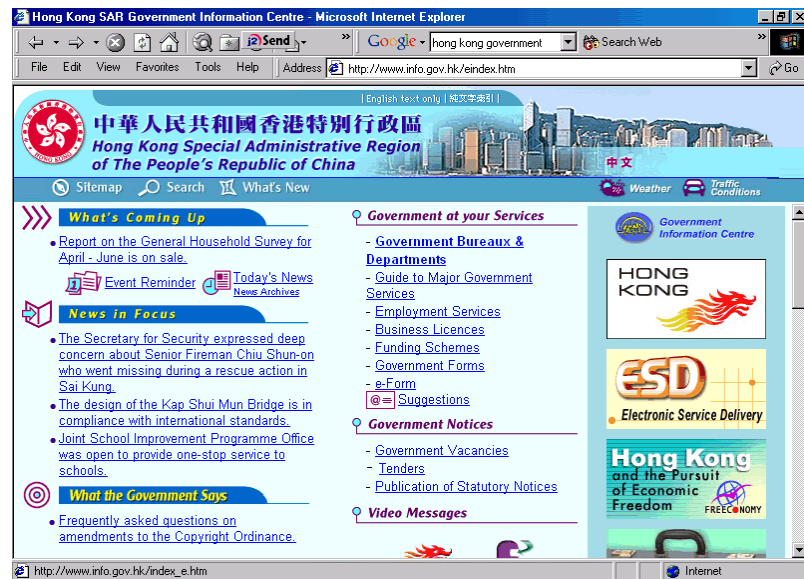 Hong Kong SAR Government Information Centre - Microsoft Internet Explorer
Send
»
Google
hong kong government
Search Web
»
File Edit View Favorites Tools Help
Address
http://www.info.gov.hk/eindex.htm
Go
| English text only | 純文字索引 |
中華人民共和國香港特別行政區
Hong Kong Special Administrative Region
of The People's Republic of China
中文
Sitemap
Search
What's New
Weather
Traffic
Conditions
What's Coming Up
Report on the General Household Survey for
April - June is on sale.
Event Reminder
Today's News
News Archives
News in Focus
The Secretary for Security expressed deep
concern about Senior Fireman Chiu Shun-on
who went missing during a rescue action in
Sai Kung.
The design of the Kap Shui Mun Bridge is in
compliance with international standards.
Joint School Improvement Programme Office
was open to provide one-stop service to
schools.
What the Government Says
Frequently asked questions on
amendments to the Copyright Ordinance.
Government at your Services
- Government Bureaux &
Departments
- Guide to Major Government
Services
- Employment Services
- Business Licences
- Funding Schemes
- Government Forms
- e-Form
@= Suggestions
Government Notices
- Government Vacancies
- Tenders
- Publication of Statutory Notices
Video Messages
Government
Information Centre
HONG
KONG
ESD
Electronic Service Delivery
Hong Kong
and the Pursuit
of Economic
Freedom
FREECONOMY
http://www.info.gov.hk/index_e.htm
Internet